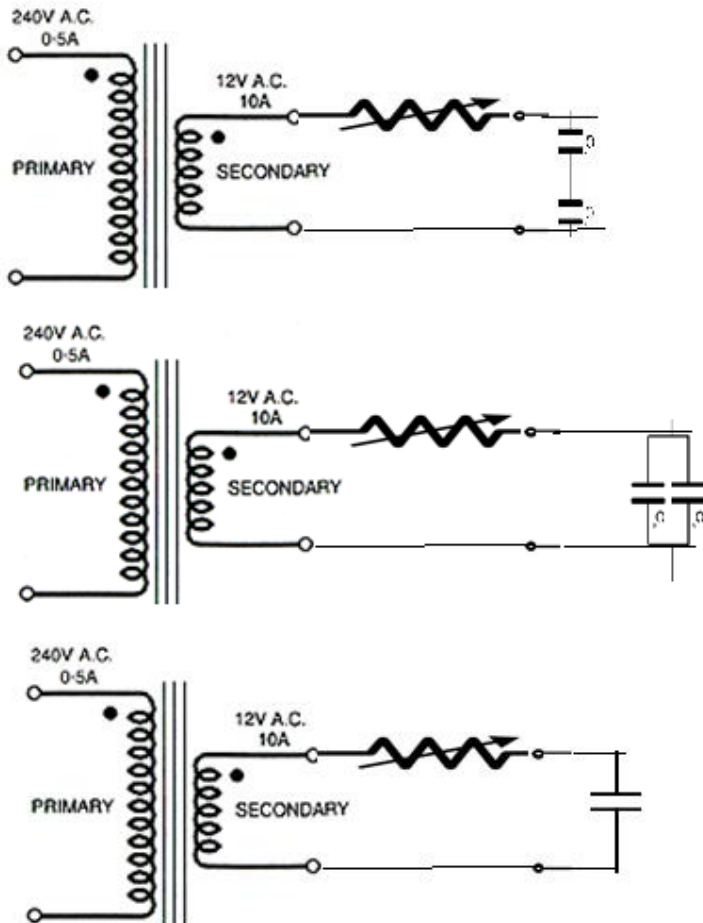 240V A.C.
0·5A
12V A.C.
10A
PRIMARY
SECONDARY
240V A.C.
0·5A
12V A.C.
10A
PRIMARY
SECONDARY
240V A.C.
0·5A
12V A.C.
10A
PRIMARY
SECONDARY